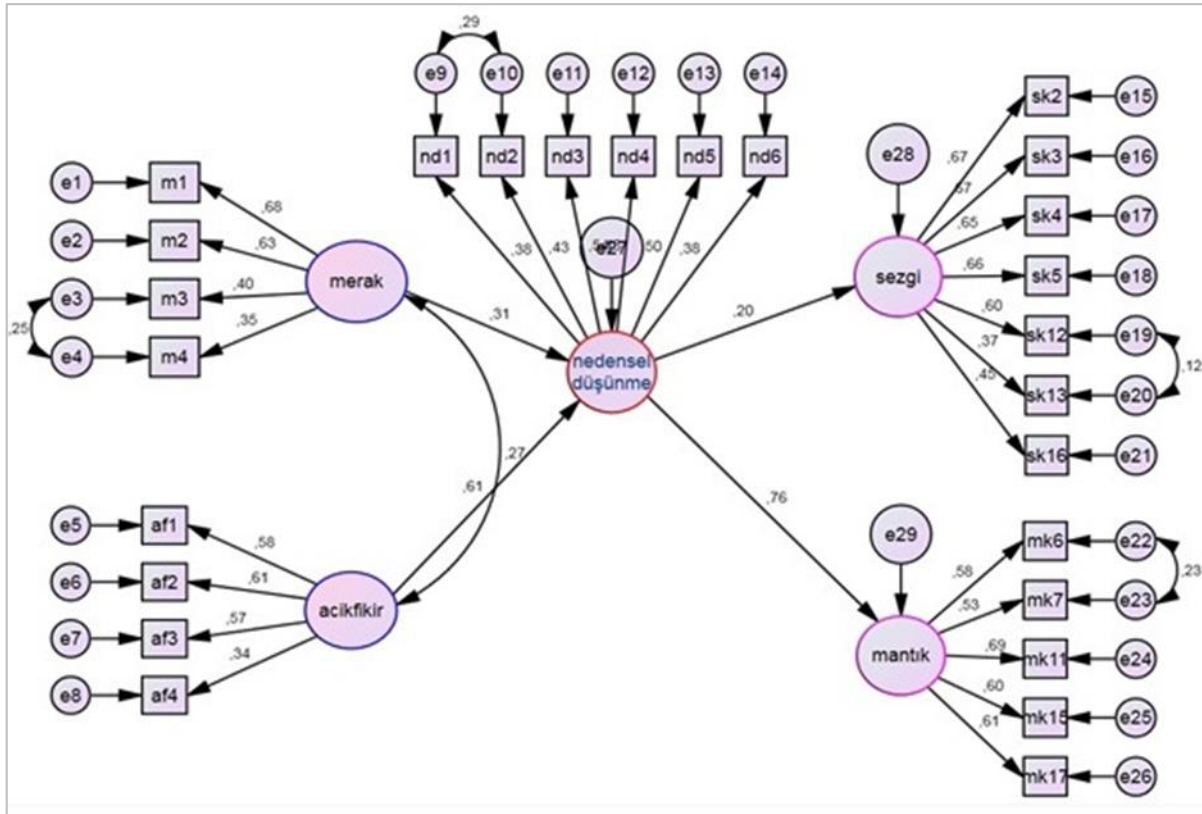 ,29
e9
e10
e11
e12
e13
e14
nd1
nd2
nd3
nd4
nd5
nd6
,38
,43
,50
,38
e27
e1
m1
e2
m2
e3
m3
e4
m4
,25
,68
,63
,40
,35
merak
,31
nedensel
düşünme
,27
,61
e5
af1
e6
af2
e7
af3
e8
af4
,58
,61
,57
,34
acikfikir
,20
,76
e28
sezgi
,67
,65
,66
,60
,37
,45
sk2
e15
sk3
e16
sk4
e17
sk5
e18
sk12
e19
sk13
e20
sk16
e21
,12
e29
mantık
,58
,53
,69
,60
,61
mk6
e22
mk7
e23
mk11
e24
mk15
e25
mk17
e26
,23